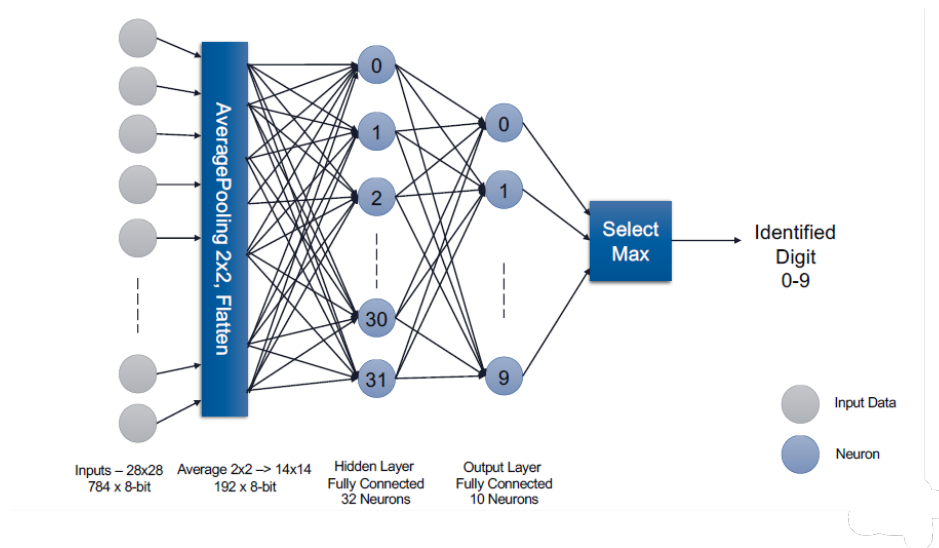 AveragePooling 2x2, Flatten
0
1
2
30
31
0
1
9
Select
Max
Identified
Digit
0-9
Input Data
Neuron
Inputs – 28x28
784 x 8-bit
Average 2x2 –> 14x14
192 x 8-bit
Hidden Layer
Fully Connected
32 Neurons
Output Layer
Fully Connected
10 Neurons